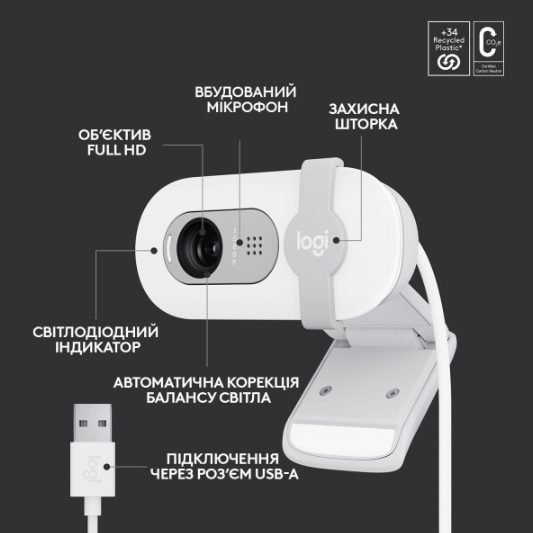 +34
Recycled
Plastic*
C
CO₂e
Certified
Carbon Neutral
ВБУДОВАНИЙ
МІКРОФОН
ЗАХИСНА
ШТОРКА
ОБ'ЄКТИВ
FULL HD
logi
1080P
СВІТЛОДІОДНИЙ
ІНДИКАТОР
АВТОМАТИЧНА КОРЕКЦІЯ
БАЛАНСУ СВІТЛА
logi
ПІДКЛЮЧЕННЯ
ЧЕРЕЗ РОЗ'ЄМ USB-A